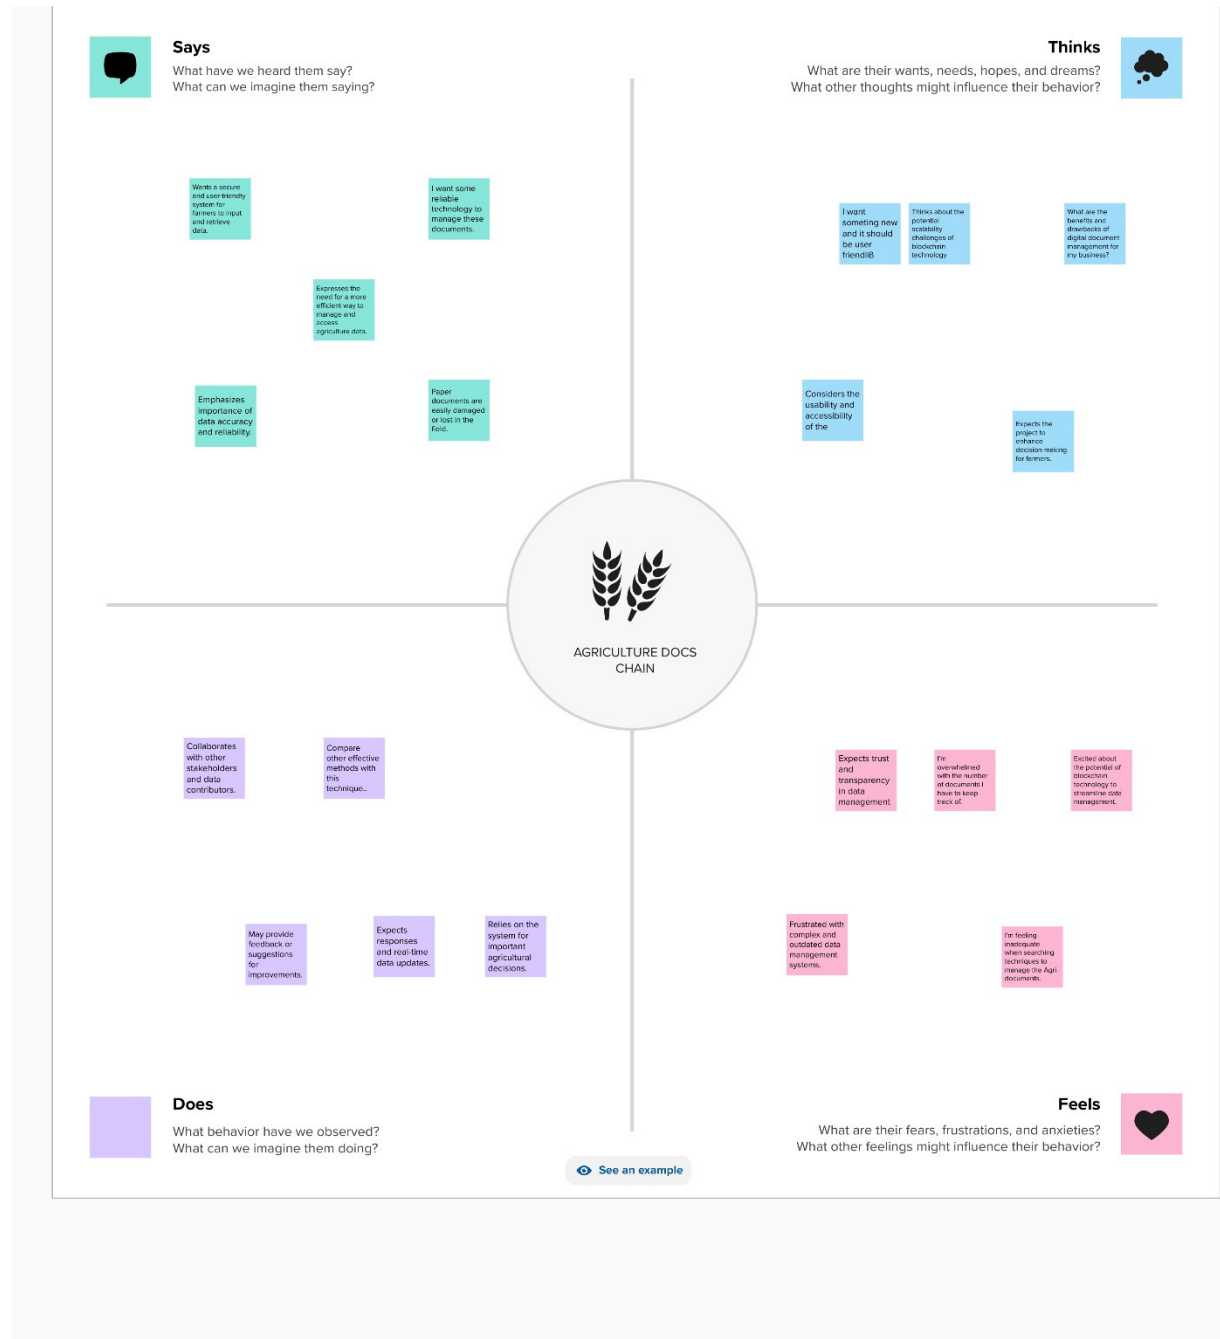 Says
What have we heard them say?
What can we imagine them saying?
Thinks
What are their wants, needs, hopes, and dreams?
What other thoughts might influence their behavior?
Wants a secure
and user-friendly
system for
farmers to input
and retrieve
data.
I want some
reliable
technology to
manage these
documents.
Expresses the
need for a more
efficient way to
manage and
access
agriculture data.
Emphasizes
importance of
data accuracy
and reliability.
Paper
documents are
easily damaged
or lost in the
field.
I want
someting new
and it should
be user
friendliß
Thinks about the
potential
scalability
challenges of
blockchain
technology
What are the
benefits and
drawbacks of
digital document
management for
my business?
Considers the
usability and
accessibility
of the
Expects the
project to
enhance
decision-making
for farmers.
AGRICULTURE DOCS
CHAIN
Collaborates
with other
stakeholders
and data
contributors.
Compare
other effective
methods with
this
technique..
May provide
feedback or
suggestions
for
improvements.
Expects
responses
and real-time
data updates.
Relies on the
system for
important
agricultural
decisions.
Expects trust
and
transparency
in data
management
I'm
overwhelmed
with the number
of documents I
have to keep
track of.
Excited about
the potential of
blockchain
technology to
streamline data
management.
Frustrated with
complex and
outdated data
management
systems.
I'm feeling
inadequate
when searching
techniques to
manage the Agri
documents.
Does
What behavior have we observed?
What can we imagine them doing?
Feels
What are their fears, frustrations, and anxieties?
What other feelings might influence their behavior?
See an example